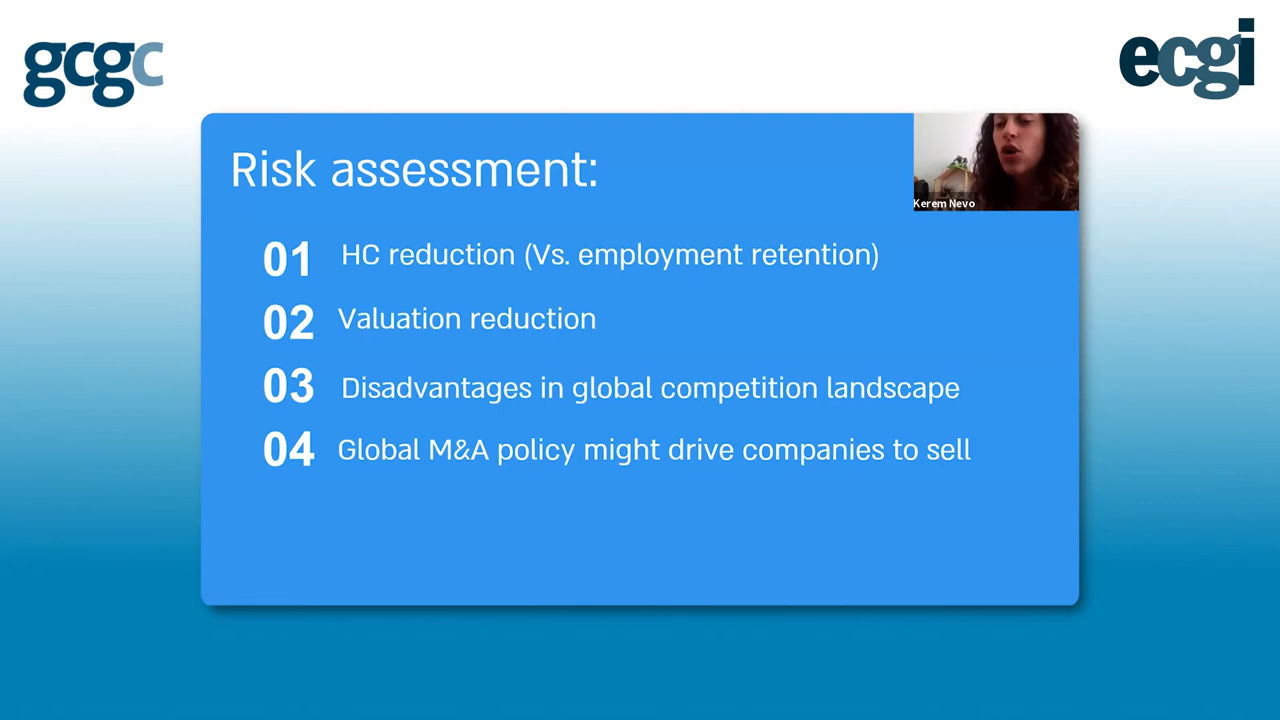 gcgc
ecgi
Risk assessment:
Kerem Nevo
01 HC reduction (Vs. employment retention)
02 Valuation reduction
03 Disadvantages in global competition landscape
04 Global M&A policy might drive companies to sell